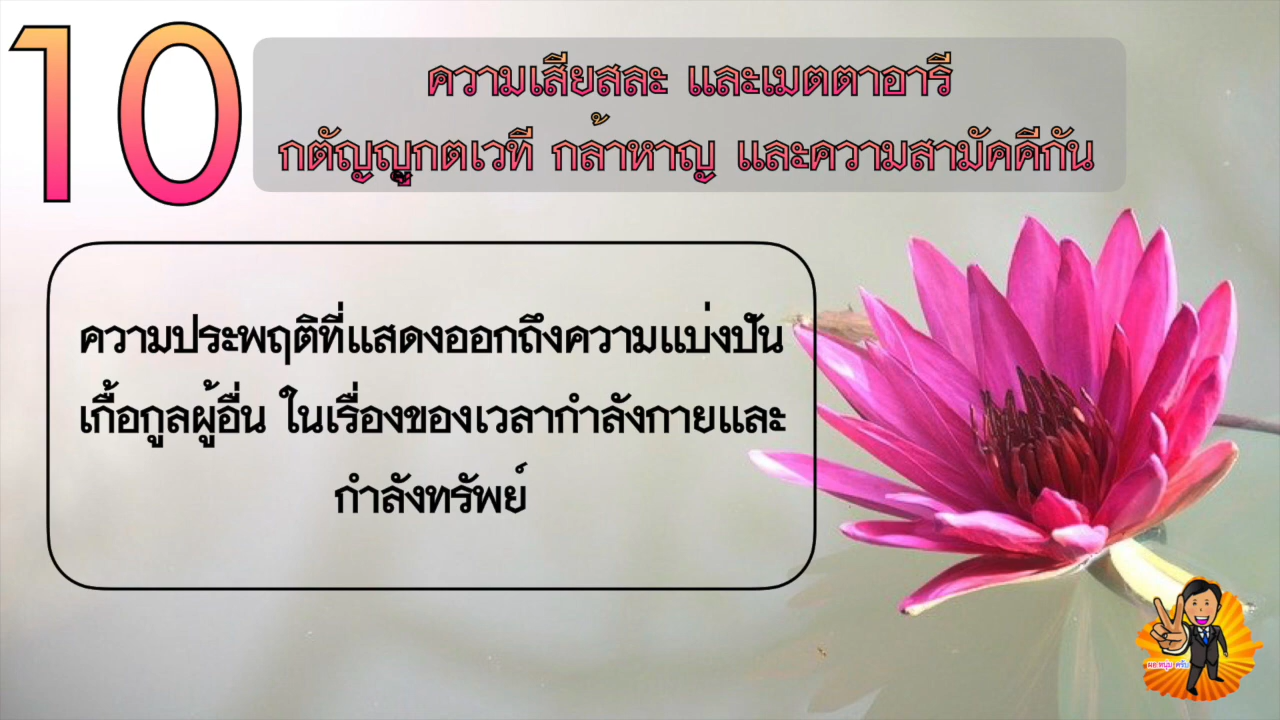 10
ความเสียสละ และเมตตาอารี
กตัญญูกตเวที กล้าหาญ และความสามัคคีกัน
ความประพฤติที่แสดงออกถึงความแบ่งปัน
เกื้อกูลผู้อื่น ในเรื่องของเวลากำลังกายและ
กำลังทรัพย์